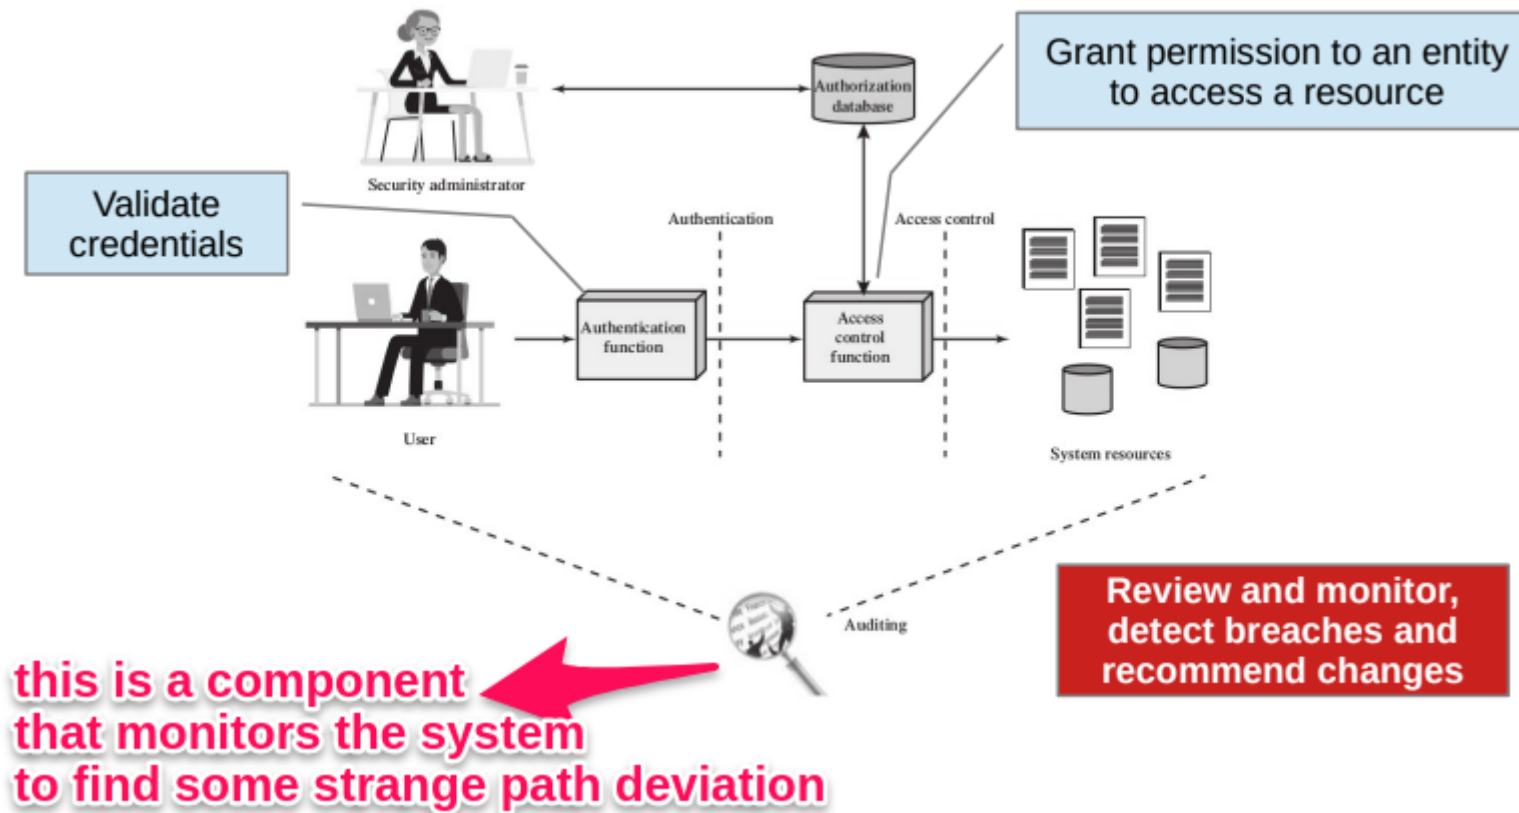 Grant permission to an entity
to access a resource
Authorization
database
Security administrator
Validate
credentials
Authentication
Access control
Authentication
function
Access
control
function
User
System resources
Auditing
Review and monitor,
detect breaches and
recommend changes
this is a component
that monitors the system
to find some strange path deviation